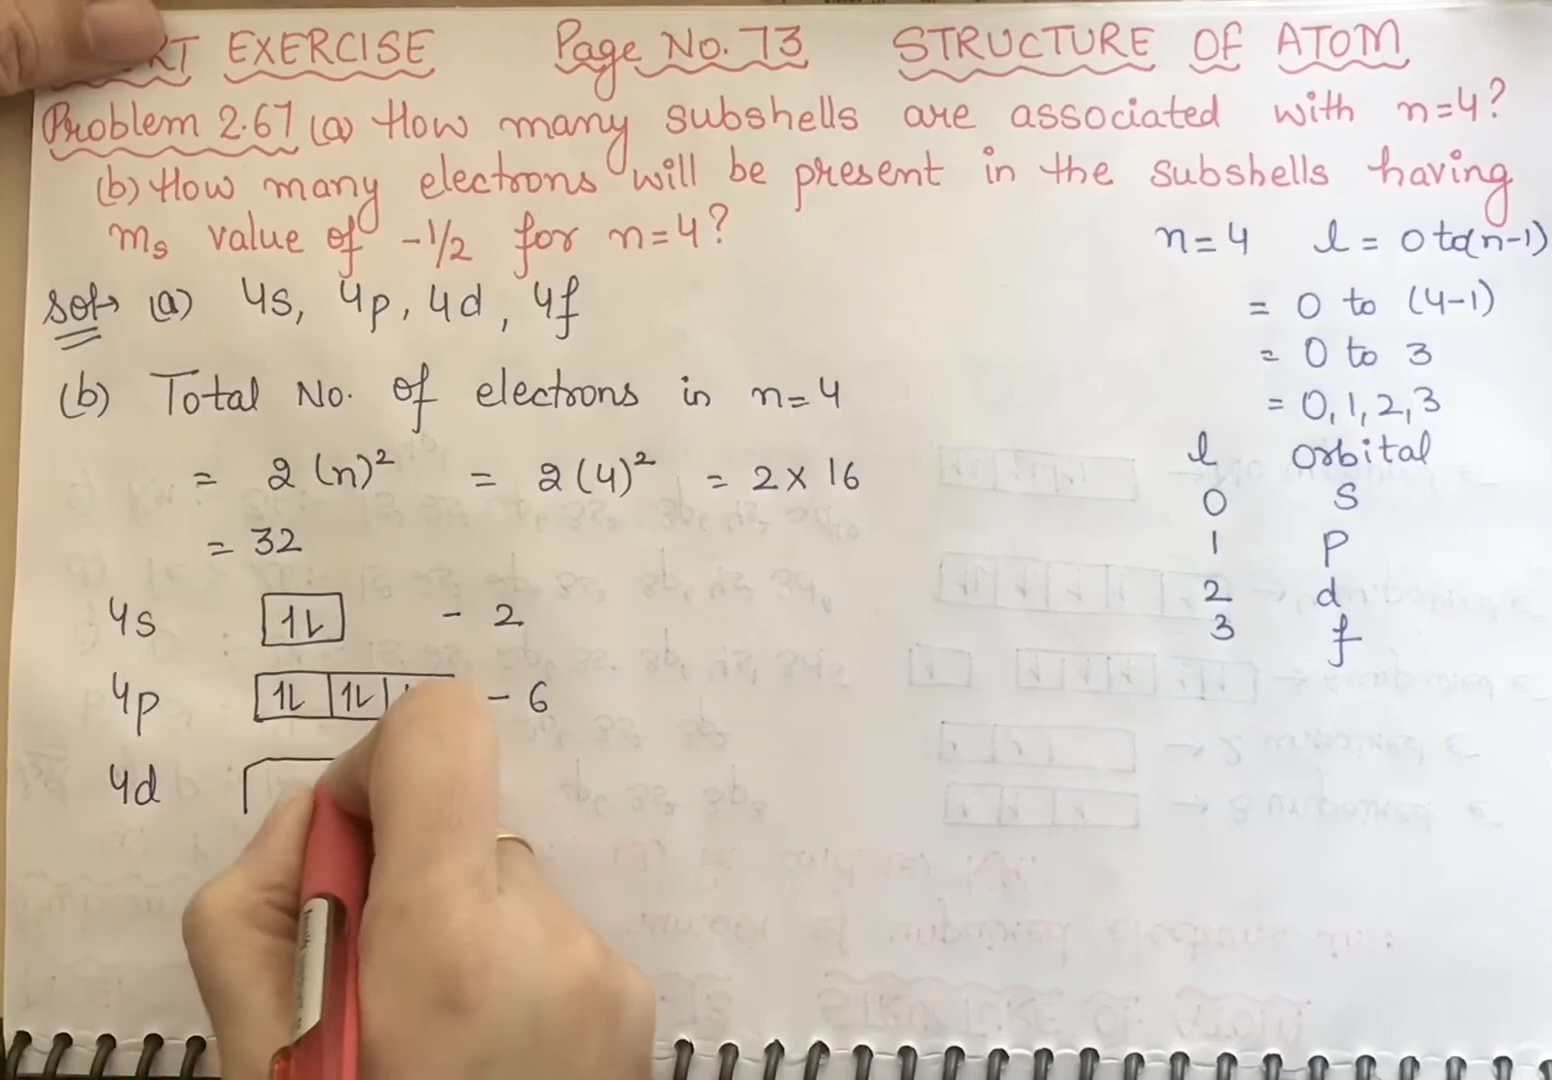 EXERCISE Page No. 73 STRUCTURE OF ATOM
Problem 2.67 (a) How many subshells are associated with n=4?
(b) How many electrons will be present in the subshells having
ms value of -1/2 for n=4?
n=4 l = 0 to (n-1)
Sol→ (a) 4s, 4p, 4d, 4f
= 0 to (4-1)
= 0 to 3
(b) Total No. of electrons in n=4
= 0,1,2,3
l orbital
= 2(n)² = 2(4)² = 2×16
0 s
= 32
1 p
2 d
4s 1L - 2
3 f
4p 1L 1L - 6
4d